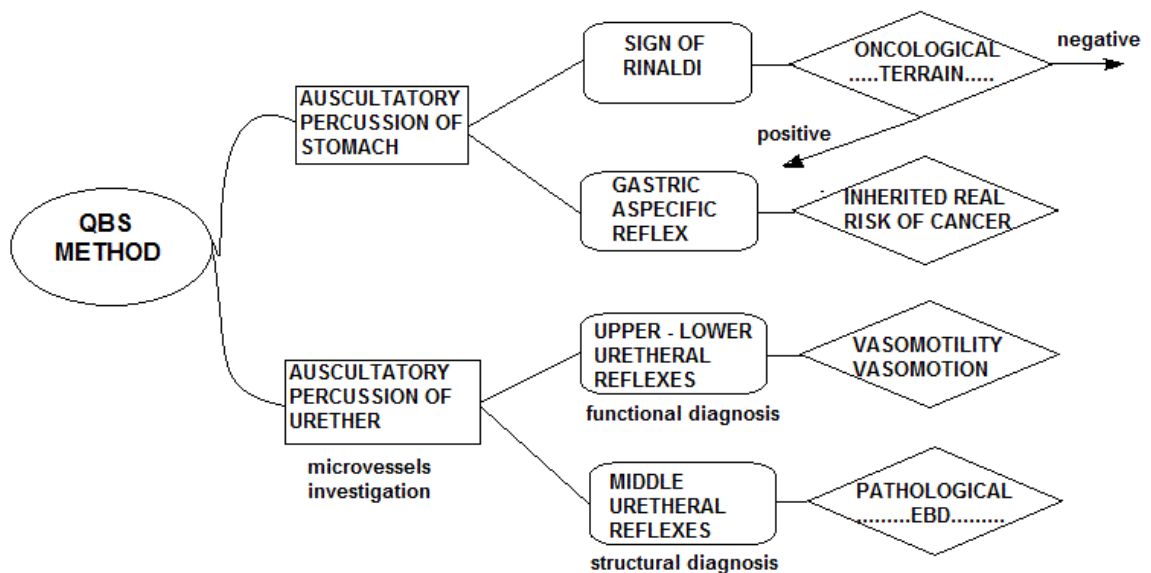 QBS
METHOD
AUSCULTATORY
PERCUSSION OF
STOMACH
SIGN OF
RINALDI
ONCOLOGICAL
.....TERRAIN.....
negative
positive
GASTRIC
ASPECIFIC
REFLEX
INHERITED REAL
RISK OF CANCER
AUSCULTATORY
PERCUSSION OF
URETHER
microvessels
investigation
UPPER - LOWER
URETHERAL
REFLEXES
functional diagnosis
VASOMOTILITY
VASOMOTION
MIDDLE
URETHERAL
REFLEXES
structural diagnosis
PATHOLOGICAL
.........EBD.........